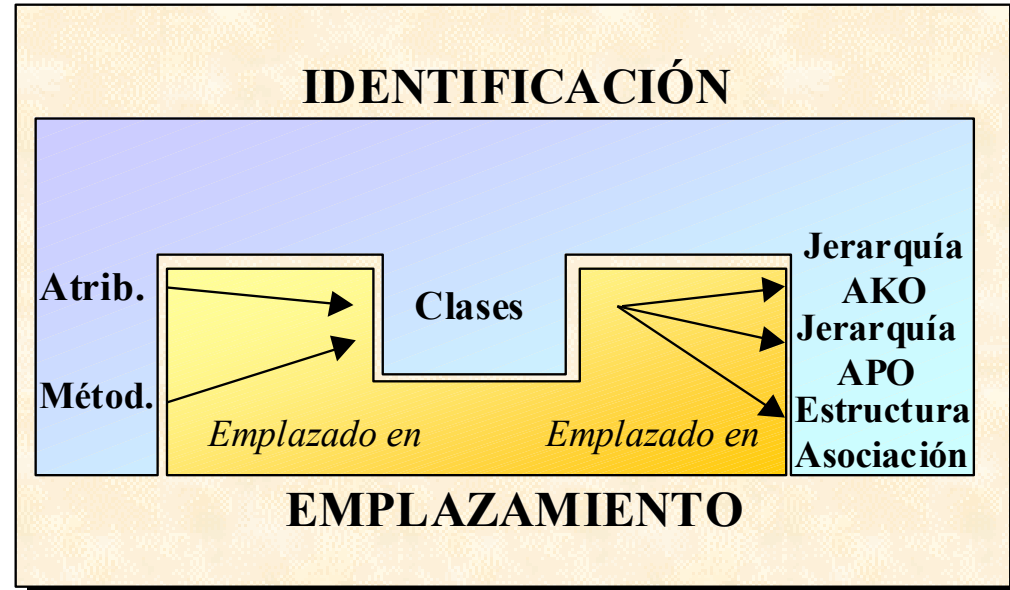 IDENTIFICACIÓN
Atrib.
Métod.
Clases
Jerarquía
AKO
Jerarquía
APO
Estructura
Asociación
Emplazado en
Emplazado en
EMPLAZAMIENTO